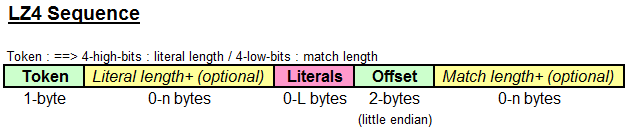 LZ4 Sequence
Token : ==> 4-high-bits : literal length / 4-low-bits : match length
Token Literal length+ (optional) Literals Offset Match length+ (optional)
1-byte 0-n bytes 0-L bytes 2-bytes 0-n bytes
(little endian)